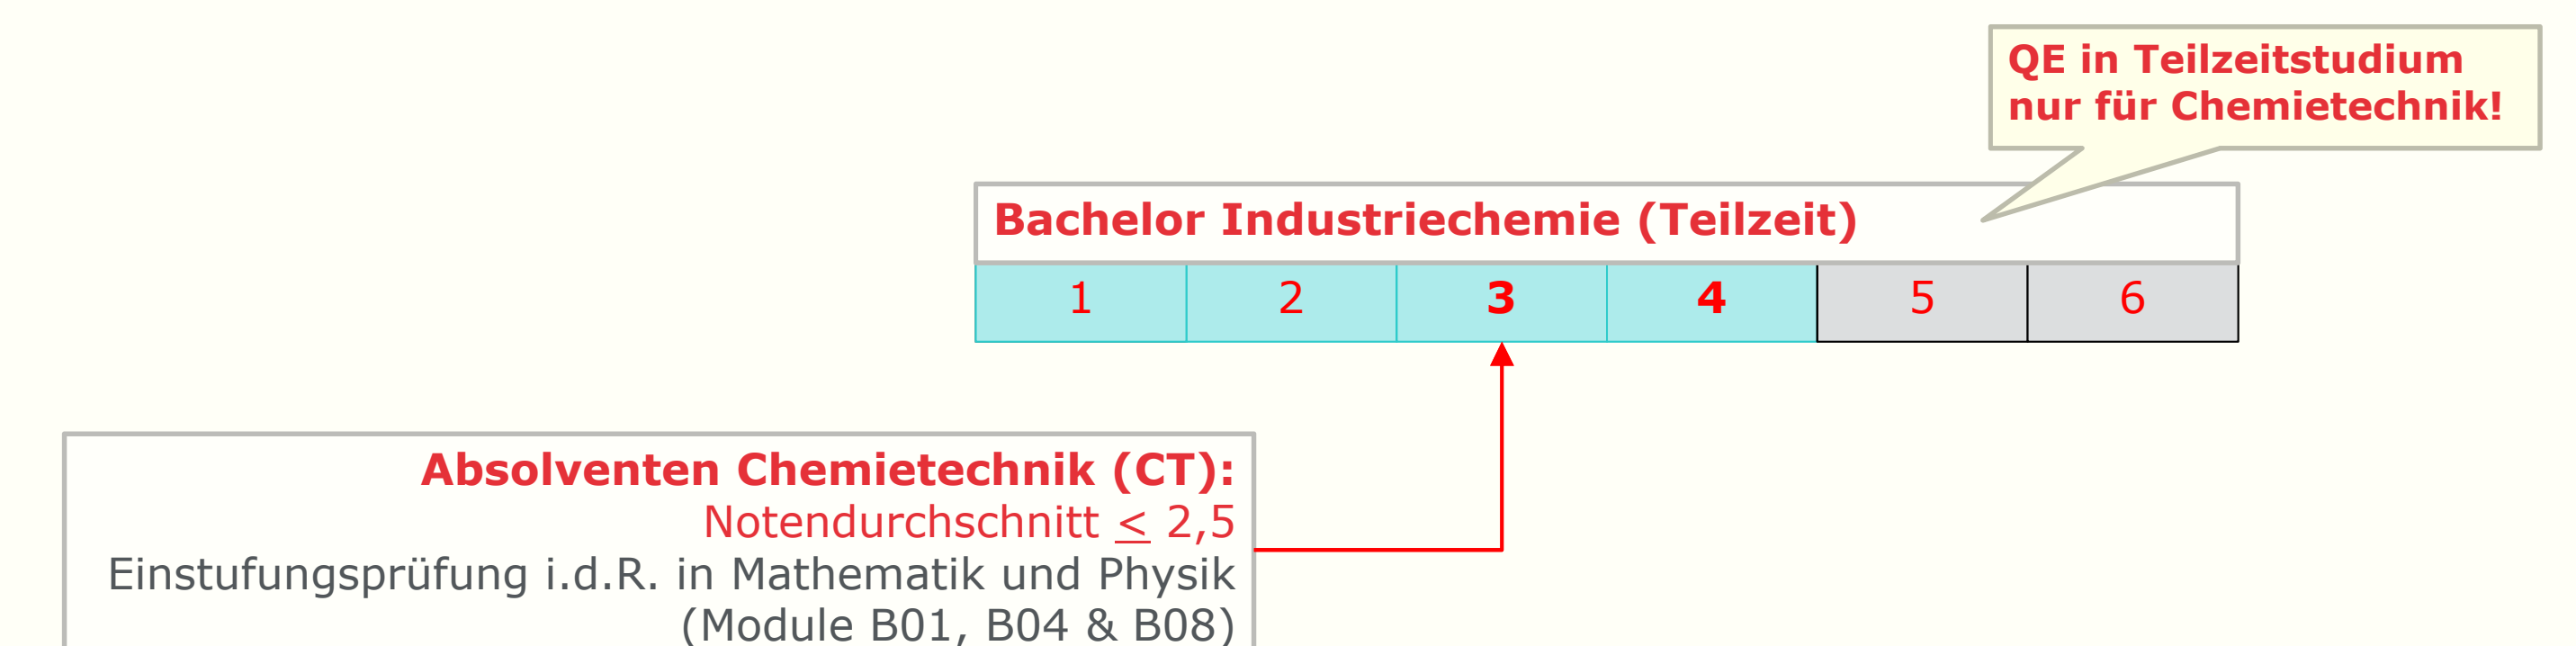 QE in Teilzeitstudium
nur für Chemietechnik!
Bachelor Industriechemie (Teilzeit)
1 2 3 4 5 6
Absolventen Chemietechnik (CT):
Notendurchschnitt < 2,5
Einstufungsprüfung i.d.R. in Mathematik und Physik
(Module B01, B04 & B08)